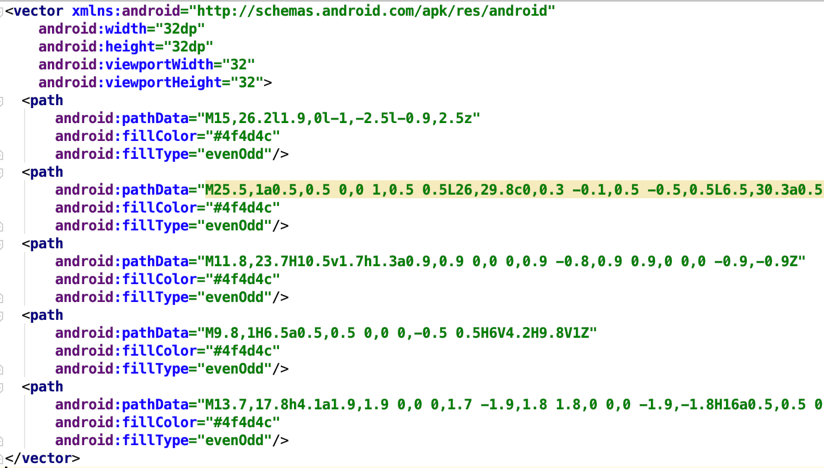 <vector xmlns:android="http://schemas.android.com/apk/res/android"
android:width="32dp"
android:height="32dp"
android:viewportWidth="32"
android:viewportHeight="32">
<path
android:pathData="M15,26.2l1.9,0l-1,-2.5l-0.9,2.5z"
android:fillColor="#4f4d4c"
android:fillType="evenOdd"/>
<path
android:pathData="M25.5,1a0.5,0.5 0,0 1,0.5 0.5L26,29.8c0,0.3 -0.1,0.5 -0.5,0.5L6.5,30.3a0.5
android:fillColor="#4f4d4c"
android:fillType="evenOdd"/>
<path
android:pathData="M11.8,23.7H10.5v1.7h1.3a0.9,0.9 0,0 0,0.9 -0.8,0.9 0.9,0 0,0 -0.9,-0.9Z"
android:fillColor="#4f4d4c"
android:fillType="evenOdd"/>
<path
android:pathData="M9.8,1H6.5a0.5,0.5 0,0 0,-0.5 0.5H6V4.2H9.8V1Z"
android:fillColor="#4f4d4c"
android:fillType="evenOdd"/>
<path
android:pathData="M13.7,17.8h4.1a1.9,1.9 0,0 0,1.7 -1.9,1.8 1.8,0 0,0 -1.9,-1.8H16a0.5,0.5 0
android:fillColor="#4f4d4c"
android:fillType="evenOdd"/>
</vector>